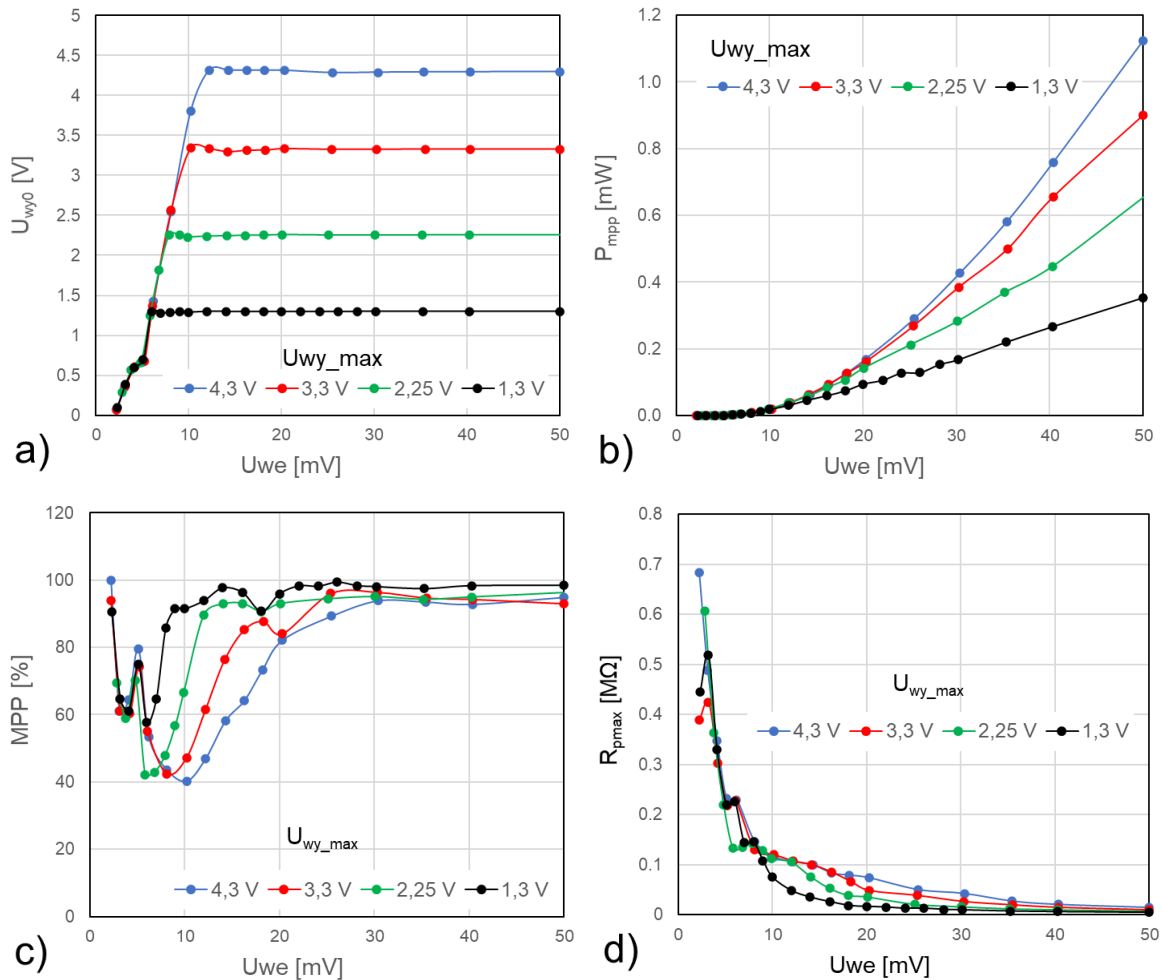 5
4.5
4
3.5
3
2.5
2
1.5
1
0.5
0
U_wy0 [V]
Uwy_max
4,3 V 3,3 V 2,25 V 1,3 V
0 10 20 30 40 50
Uwe [mV]
a)
1.0
0.8
0.6
0.4
0.2
0.0
P_mpp [mW]
Uwy_max
4,3 V 3,3 V 2,25 V 1,3 V
0 10 20 30 40 50
Uwe [mV]
b)
120
100
80
60
40
20
0
MPP [%]
U_wy_max
4,3 V 3,3 V 2,25 V 1,3 V
0 10 20 30 40 50
Uwe [mV]
c)
0.8
0.7
0.6
0.5
0.4
0.3
0.2
0.1
0
R_pmax [MΩ]
U_wy_max
4,3 V 3,3 V 2,25 V 1,3 V
0 10 20 30 40 50
Uwe [mV]
d)